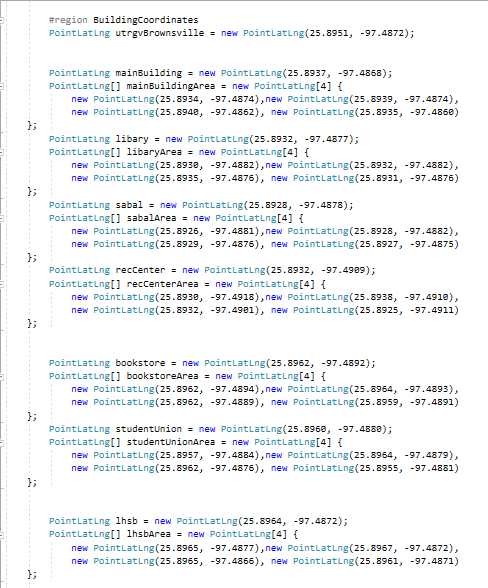 #region BuildingCoordinates
PointLatLng utrgvBrownsville = new PointLatLng(25.8951, -97.4872);
PointLatLng mainBuilding = new PointLatLng(25.8937, -97.4868);
PointLatLng[] mainBuildingArea = new PointLatLng[4] {
new PointLatLng(25.8934, -97.4874),new PointLatLng(25.8939, -97.4874),
new PointLatLng(25.8940, -97.4862), new PointLatLng(25.8935, -97.4860)
};
PointLatLng libary = new PointLatLng(25.8932, -97.4877);
PointLatLng[] libaryArea = new PointLatLng[4] {
new PointLatLng(25.8930, -97.4882),new PointLatLng(25.8932, -97.4882),
new PointLatLng(25.8935, -97.4876), new PointLatLng(25.8931, -97.4876)
};
PointLatLng sabal = new PointLatLng(25.8928, -97.4878);
PointLatLng[] sabalArea = new PointLatLng[4] {
new PointLatLng(25.8926, -97.4881),new PointLatLng(25.8928, -97.4882),
new PointLatLng(25.8929, -97.4876), new PointLatLng(25.8927, -97.4875)
};
PointLatLng recCenter = new PointLatLng(25.8932, -97.4909);
PointLatLng[] recCenterArea = new PointLatLng[4] {
new PointLatLng(25.8930, -97.4918),new PointLatLng(25.8938, -97.4910),
new PointLatLng(25.8932, -97.4901), new PointLatLng(25.8925, -97.4911)
};
PointLatLng bookstore = new PointLatLng(25.8962, -97.4892);
PointLatLng[] bookstoreArea = new PointLatLng[4] {
new PointLatLng(25.8962, -97.4894),new PointLatLng(25.8964, -97.4893),
new PointLatLng(25.8962, -97.4889), new PointLatLng(25.8959, -97.4891)
};
PointLatLng studentUnion = new PointLatLng(25.8960, -97.4880);
PointLatLng[] studentUnionArea = new PointLatLng[4] {
new PointLatLng(25.8957, -97.4884),new PointLatLng(25.8964, -97.4879),
new PointLatLng(25.8962, -97.4876), new PointLatLng(25.8955, -97.4881)
};
PointLatLng lhsb = new PointLatLng(25.8964, -97.4872);
PointLatLng[] lhsbArea = new PointLatLng[4] {
new PointLatLng(25.8965, -97.4877),new PointLatLng(25.8967, -97.4872),
new PointLatLng(25.8965, -97.4866), new PointLatLng(25.8961, -97.4871)
};